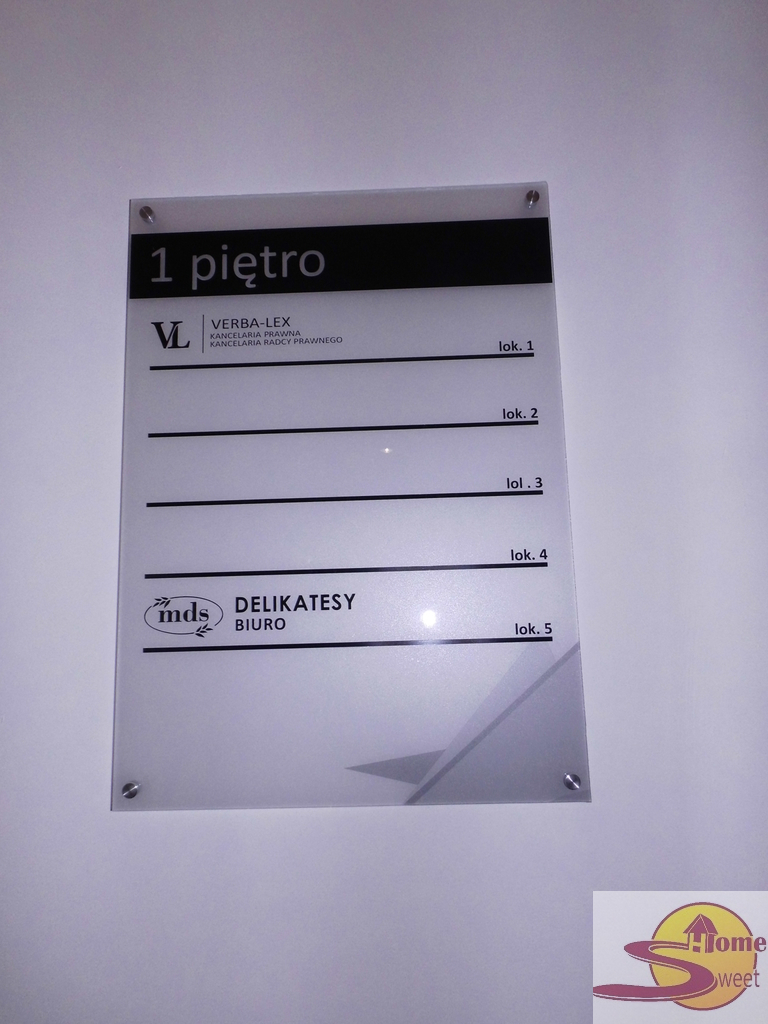 1 piętro
VL VERBA-LEX
KANCELARIA PRAWNA
KANCELARIA RADCY PRAWNEGO
lok. 1
lok. 2
lol . 3
lok. 4
mds DELIKATESY
BIURO
lok. 5
Home
Sweet